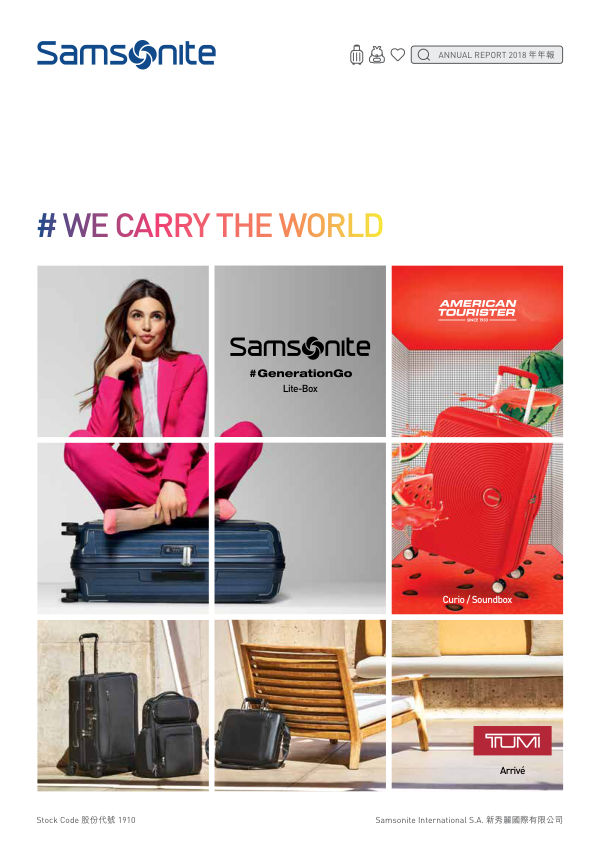 Samsonite
ANNUAL REPORT 2018 年年報
# WE CARRY THE WORLD
AMERICAN
TOURISTER
SINCE 1933
Samsonite
#GenerationGo
Lite-Box
Curio / Soundbox
TUMI
Arrivé
Stock Code 股份代號 1910
Samsonite International S.A. 新秀麗國際有限公司